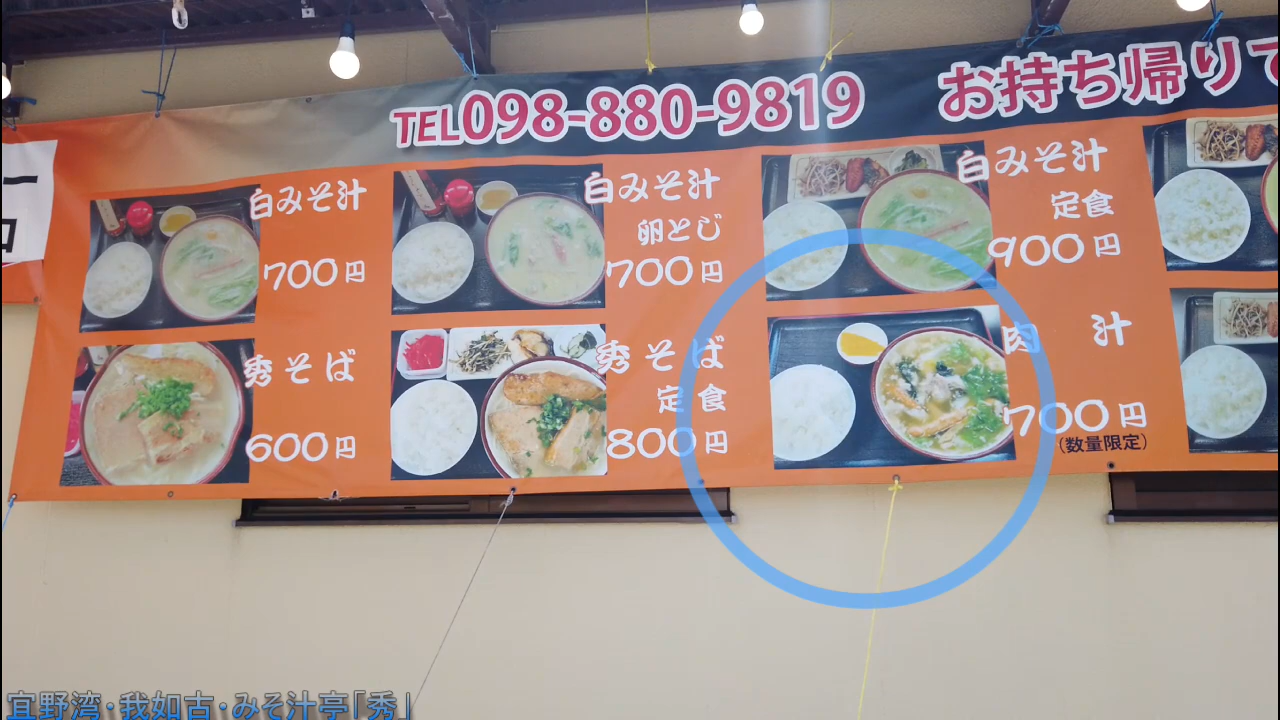 TEL098-880-9819
お持ち帰りで
白みそ汁
700円
白みそ汁
卵とじ
700円
白みそ汁
定食
900円
秀そば
600円
秀そば
定食
800円
肉 汁
700円
(数量限定)
宜野湾・我如古・みそ汁亭「秀」